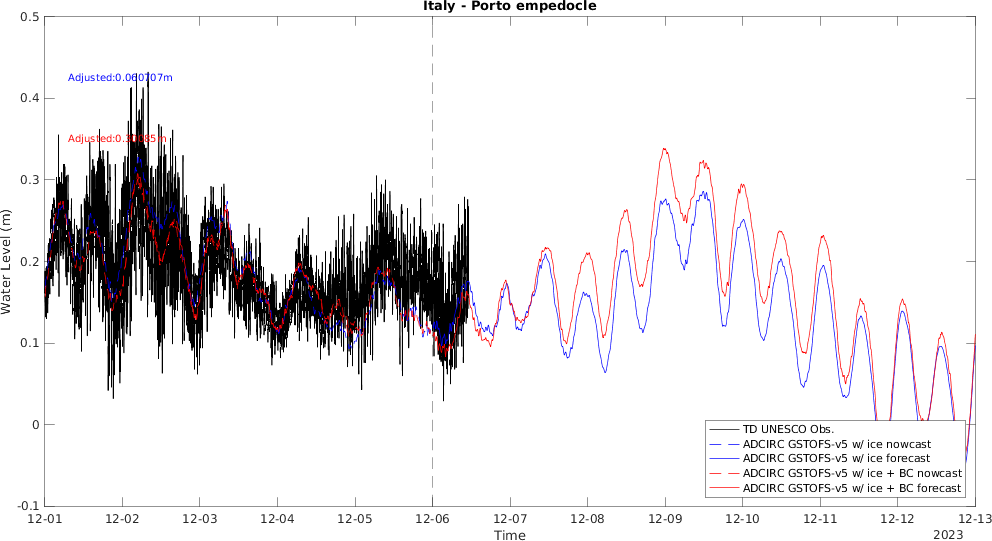 Italy - Porto empedocle
0.5
0.4
0.3
0.2
0.1
0
-0.1
Water Level (m)
Adjusted:0.060707m
TD UNESCO Obs.
ADCIRC GSTOFS-v5 w/ ice nowcast
ADCIRC GSTOFS-v5 w/ ice forecast
ADCIRC GSTOFS-v5 w/ ice + BC nowcast
ADCIRC GSTOFS-v5 w/ ice + BC forecast
12-01 12-02 12-03 12-04 12-05 12-06 12-07 12-08 12-09 12-10 12-11 12-12 12-13
Time
2023